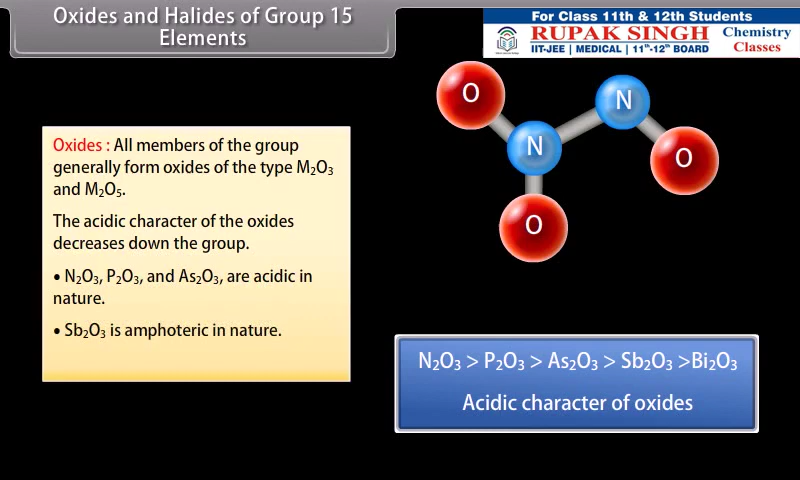 Oxides and Halides of Group 15
Elements
For Class 11th & 12th Students
RUPAK SINGH
IIT-JEE | MEDICAL | 11ᵗʰ-12ᵗʰ BOARD
Chemistry
Classes
Oxides : All members of the group
generally form oxides of the type M₂O₃
and M₂O₅.
The acidic character of the oxides
decreases down the group.
• N₂O₃, P₂O₃, and As₂O₃, are acidic in
nature.
• Sb₂O₃ is amphoteric in nature.
O
N
N
O
O
N₂O₃ > P₂O₃ > As₂O₃ > Sb₂O₃ >Bi₂O₃
Acidic character of oxides